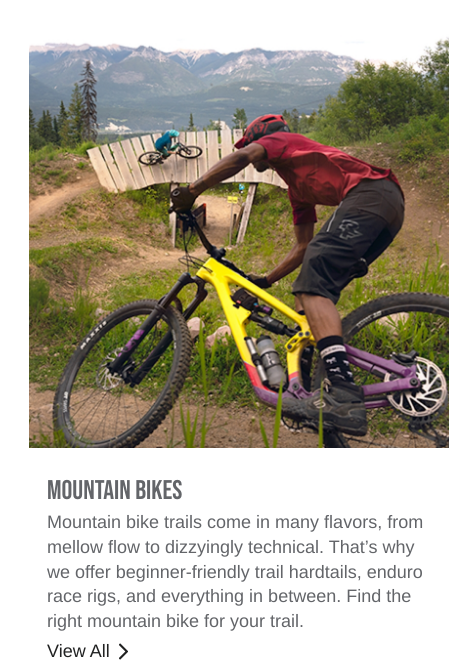 MAXXIS
MOUNTAIN BIKES
Mountain bike trails come in many flavors, from
mellow flow to dizzyingly technical. That’s why
we offer beginner-friendly trail hardtails, enduro
race rigs, and everything in between. Find the
right mountain bike for your trail.
View All